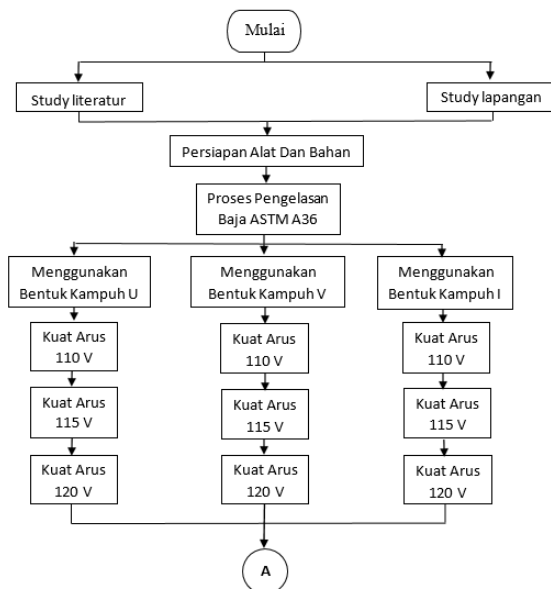 Mulai
Study literatur
Study lapangan
Persiapan Alat Dan Bahan
Proses Pengelasan
Baja ASTM A36
Menggunakan
Bentuk Kampuh U
Menggunakan
Bentuk Kampuh V
Menggunakan
Bentuk Kampuh I
Kuat Arus
110 V
Kuat Arus
110 V
Kuat Arus
110 V
Kuat Arus
115 V
Kuat Arus
115 V
Kuat Arus
115 V
Kuat Arus
120 V
Kuat Arus
120 V
Kuat Arus
120 V
A